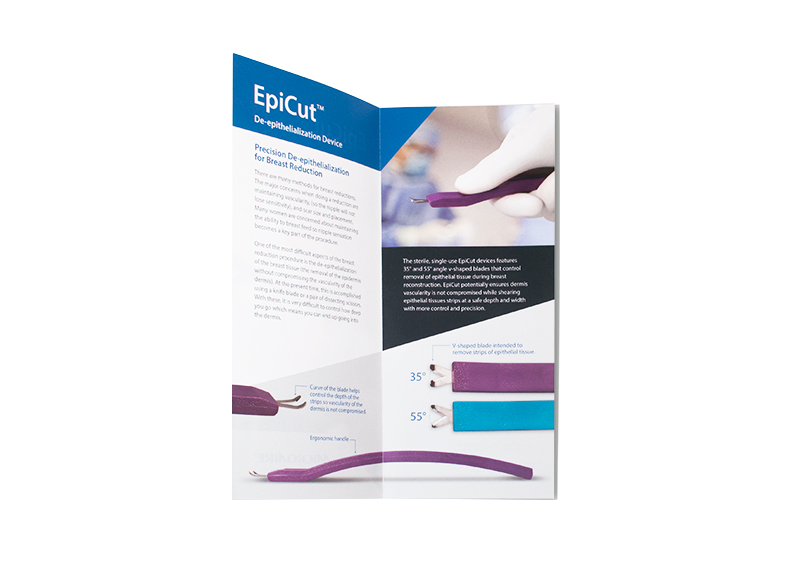 EpiCut™
De-epithelialization Device
Precision De-epithelialization
for Breast Reduction
There are many methods for breast reductions.
The major concerns when doing a reduction are
maintaining vascularity, (so the nipple will not
lose sensitivity), and scar size and placement.
Many women are concerned about maintaining
the ability to breast feed so nipple sensation
becomes a key part of the procedure.
One of the most difficult aspects of the breast
reduction procedure is the de-epithelialization
of the breast tissue (the removal of the epidermis
without compromising the vascularity of the
dermis). At the present time, this is accomplished
using a knife blade or a pair of dissecting scissors.
With these, it is very difficult to control how deep
you go which means you can end up going into
the dermis.
Curve of the blade helps
control the depth of the
strips so vascularity of the
dermis is not compromised
Ergonomic handle
The sterile, single-use EpiCut devices features
35° and 55° angle v-shaped blades that control
removal of epithelial tissue during breast
reconstruction. EpiCut potentially ensures dermis
vascularity is not compromised while shearing
epithelial tissues strips at a safe depth and width
with more control and precision.
V-shaped blade intended to
remove strips of epithelial tissue
35°
55°